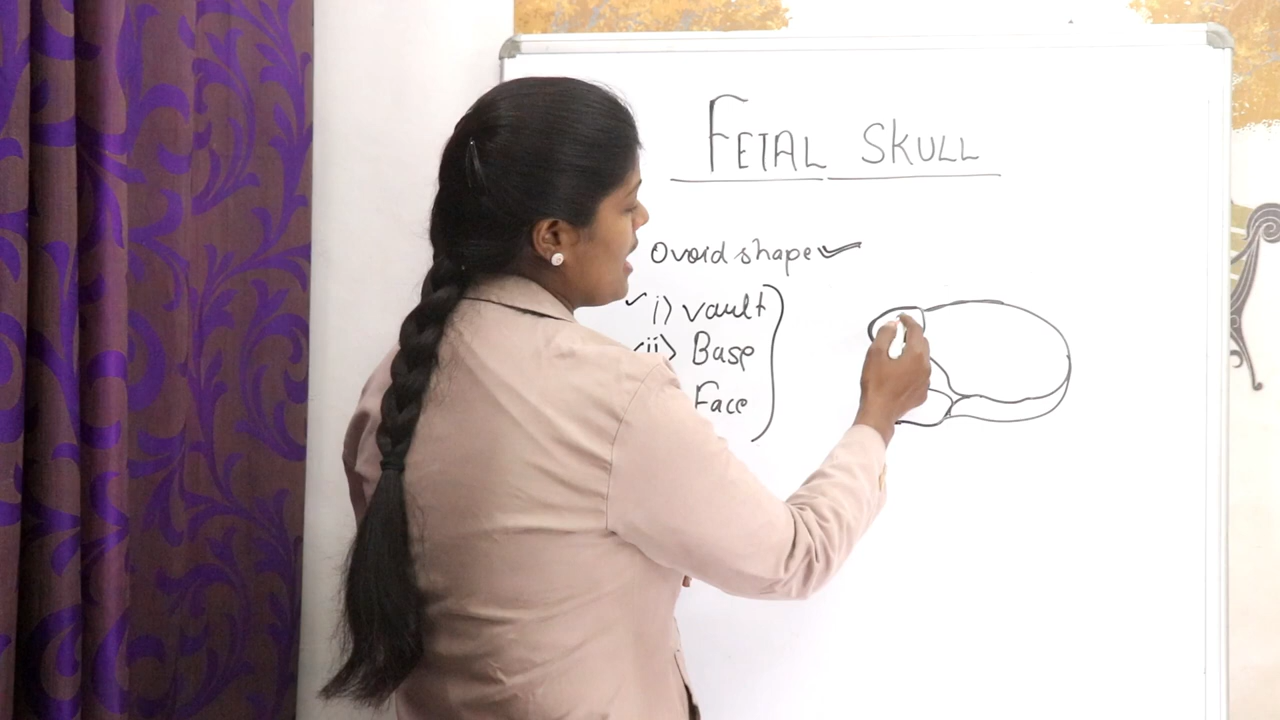 FETAL SKULL
Ovoid shape
i) vault
ii) Base
Face